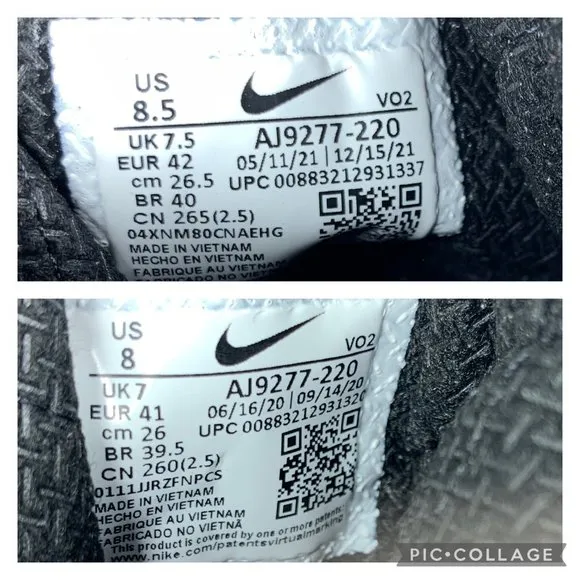 US
8.5
VO2
UK 7.5
AJ9277-220
EUR 42
05/11/21 | 12/15/21
cm 26.5
UPC 00883212931337
BR 40
CN 265(2.5)
04XNM80CNAEHG
MADE IN VIETNAM
HECHO EN VIETNAM
FABRIQUE AU VIETNAM
US
8
VO2
UK 7
AJ9277-220
EUR 41
06/16/20 | 09/14/20
cm 26
UPC 00883212931320
BR 39.5
CN 260(2.5)
0111JJRZFNPCS
MADE IN VIETNAM
HECHO EN VIETNAM
FABRIQUE AU VIETNAM
FABRICADO NO VIETNÃ
This product is covered by one or more patents:
www.nike.com/patentsvirtualmarking
PIC•COLLAGE